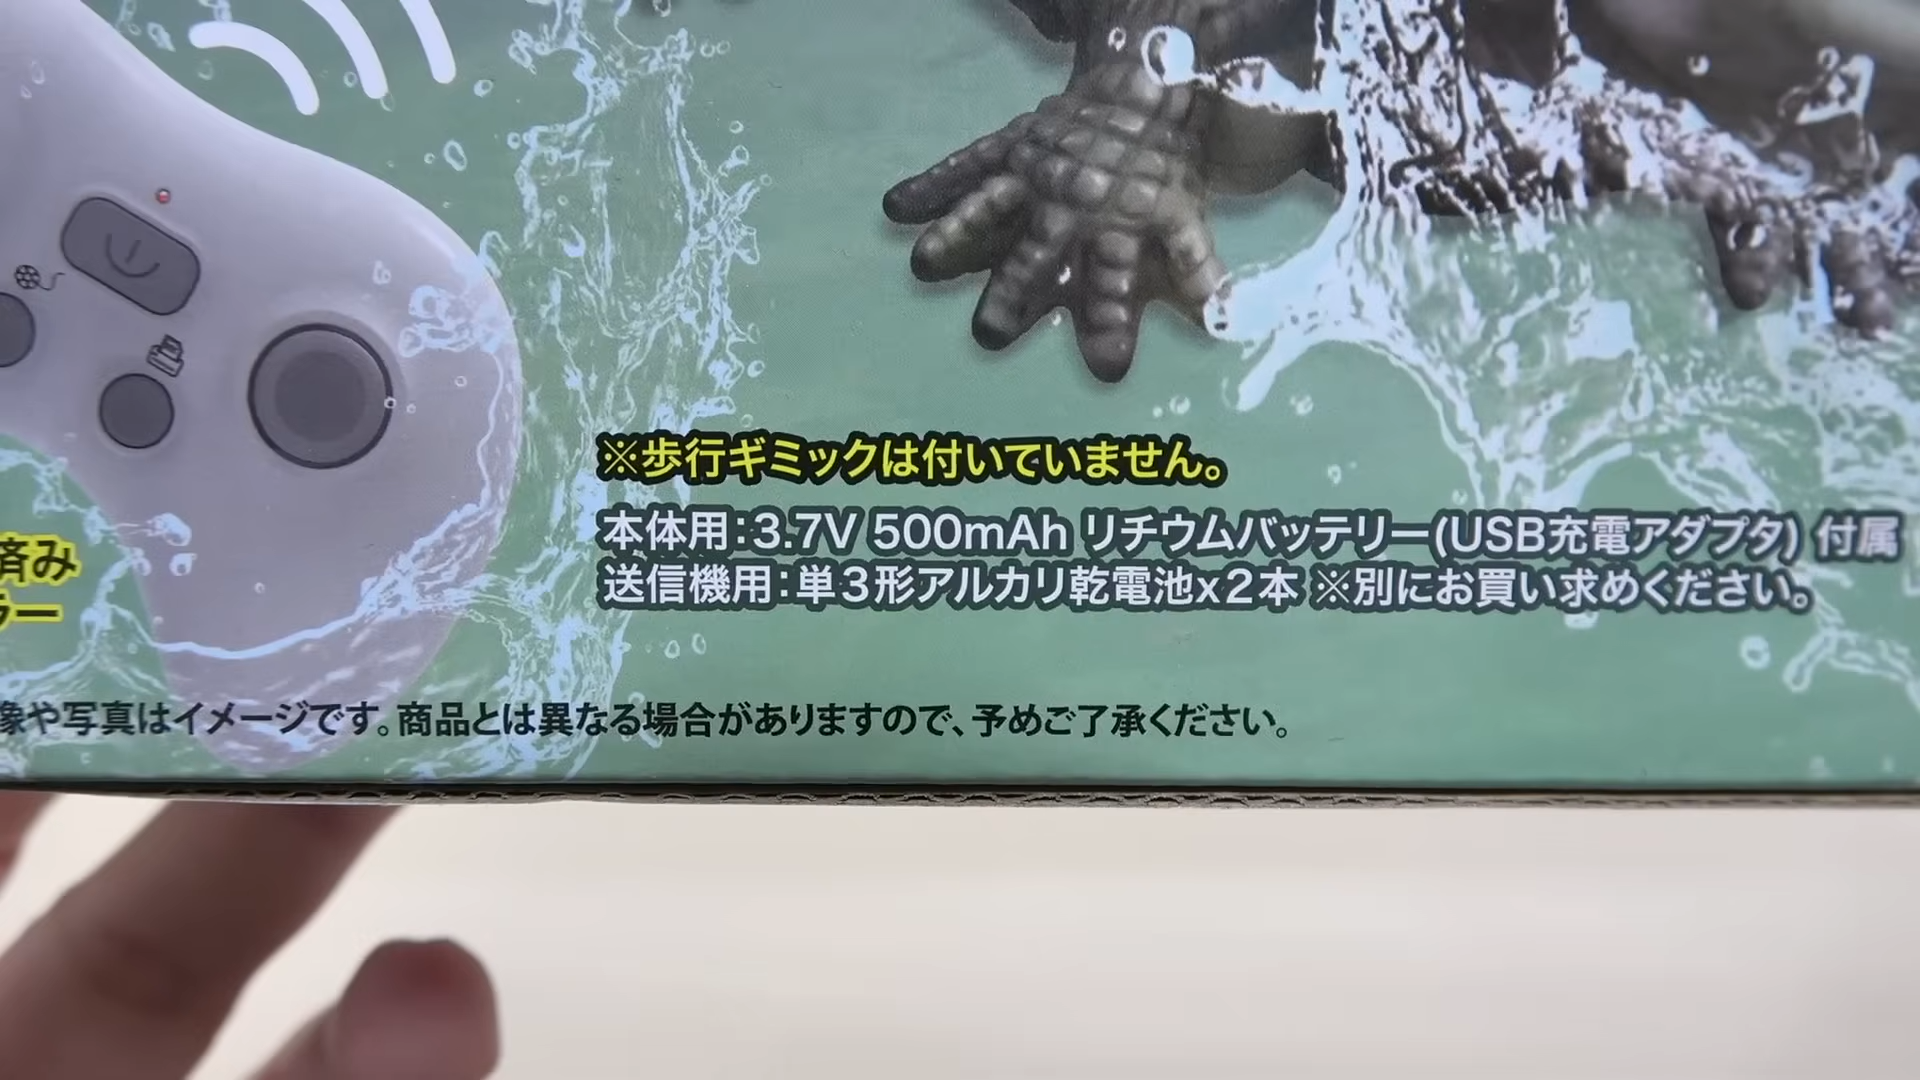 ※歩行ギミックは付いていません。
本体用：3.7V 500mAh リチウムバッテリー(USB充電アダプタ) 付属
送信機用：単3形アルカリ乾電池x2本 ※別にお買い求めください。
済み
ラー
像や写真はイメージです。商品とは異なる場合がありますので、予めご了承ください。